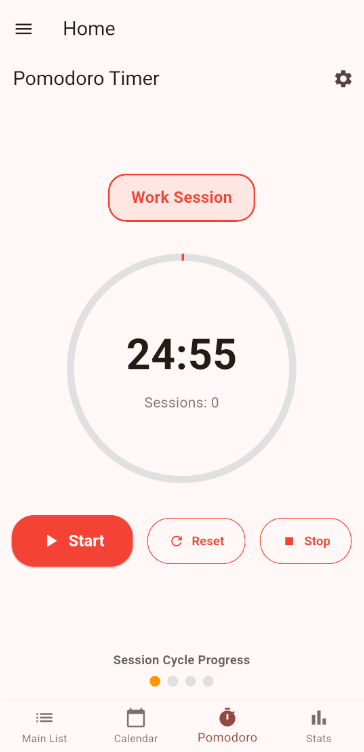 Home
Pomodoro Timer
Work Session
24:55
Sessions: 0
Start
Reset
Stop
Session Cycle Progress
Main List
Calendar
Pomodoro
Stats